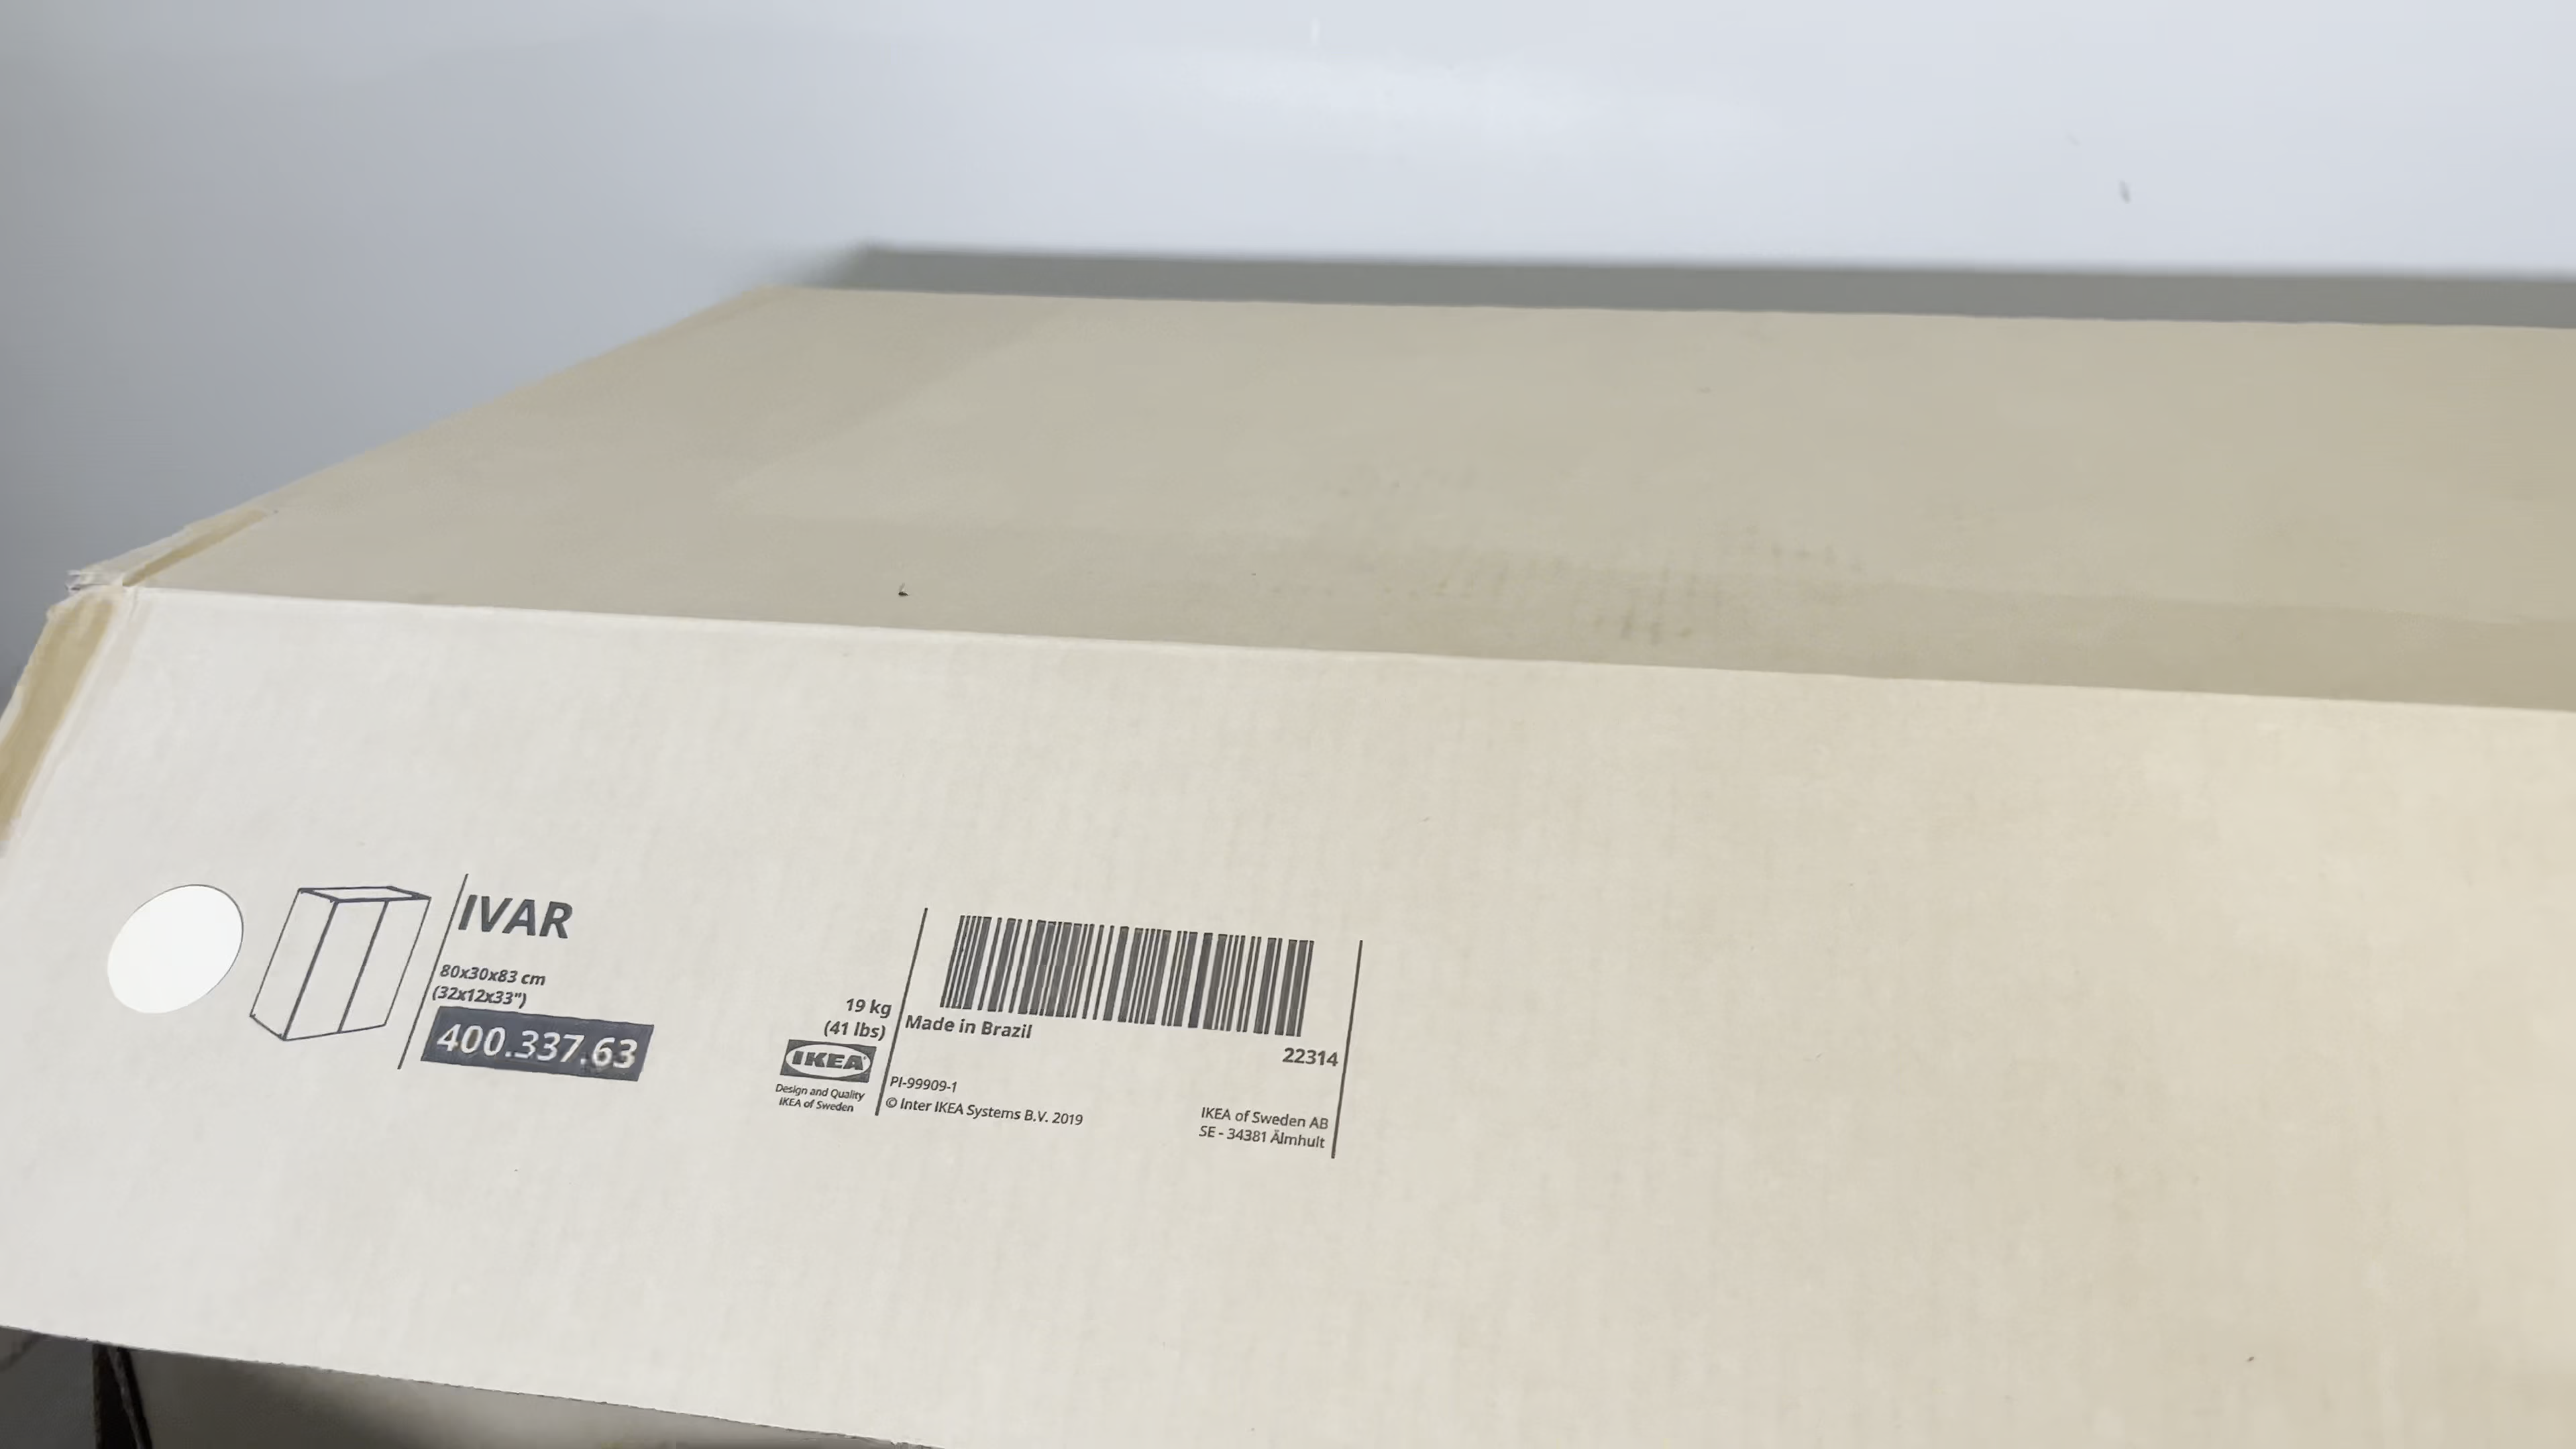 IVAR
80x30x83 cm
(32x12x33")
400.337.63
19 kg
(41 lbs)
IKEA
Design and Quality
IKEA of Sweden
Made in Brazil
22314
PI-99909-1
© Inter IKEA Systems B.V. 2019
IKEA of Sweden AB
SE - 34381 Älmhult